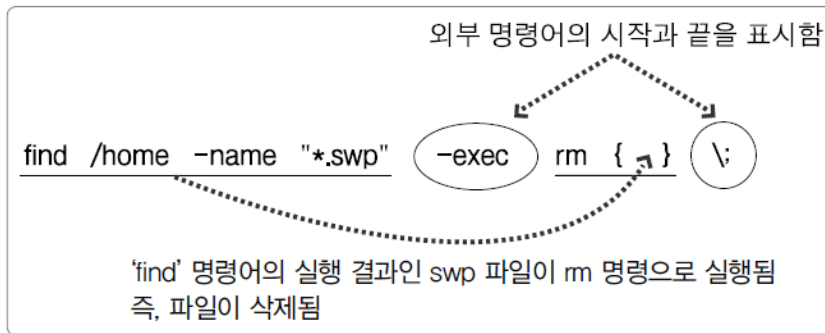 외부 명령어의 시작과 끝을 표시함
find /home -name "*.swp" -exec rm { } \;
'find' 명령어의 실행 결과인 swp 파일이 rm 명령으로 실행됨
즉, 파일이 삭제됨